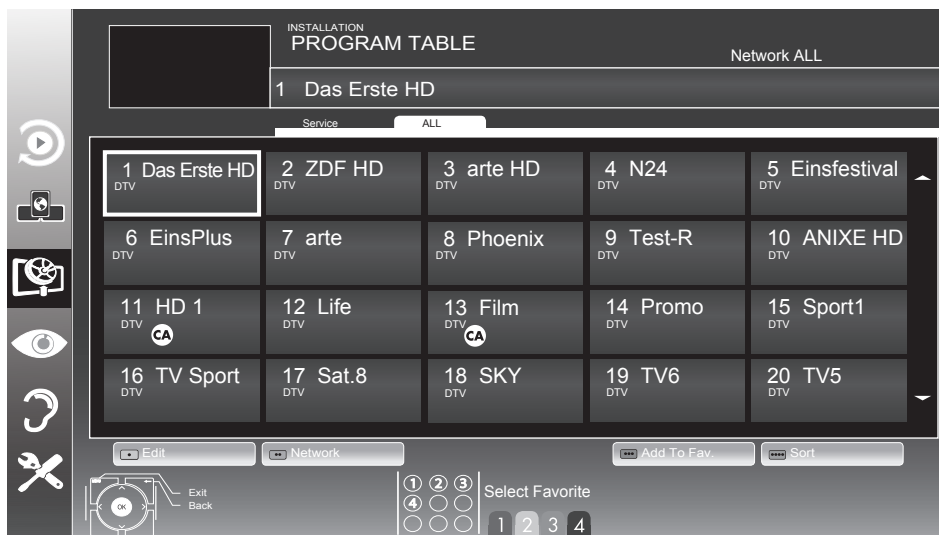 INSTALLATION
PROGRAM TABLE
Network ALL
1 Das Erste HD
Service ALL
1 Das Erste HD 2 ZDF HD 3 arte HD 4 N24 5 Einsfestival
DTV DTV DTV DTV DTV
6 EinsPlus 7 arte 8 Phoenix 9 Test-R 10 ANIXE HD
DTV DTV DTV DTV DTV
11 HD 1 12 Life 13 Film 14 Promo 15 Sport1
DTV DTV DTV DTV DTV
CA CA
16 TV Sport 17 Sat.8 18 SKY 19 TV6 20 TV5
DTV DTV DTV DTV DTV
Edit Network Add To Fav. Sort
OK Exit
Back
1 2 3
4
Select Favorite
1 2 3 4